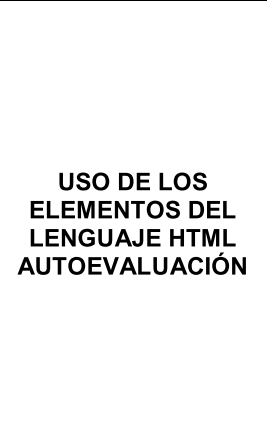 USO DE LOS
ELEMENTOS DEL
LENGUAJE HTML
AUTOEVALUACIÓN